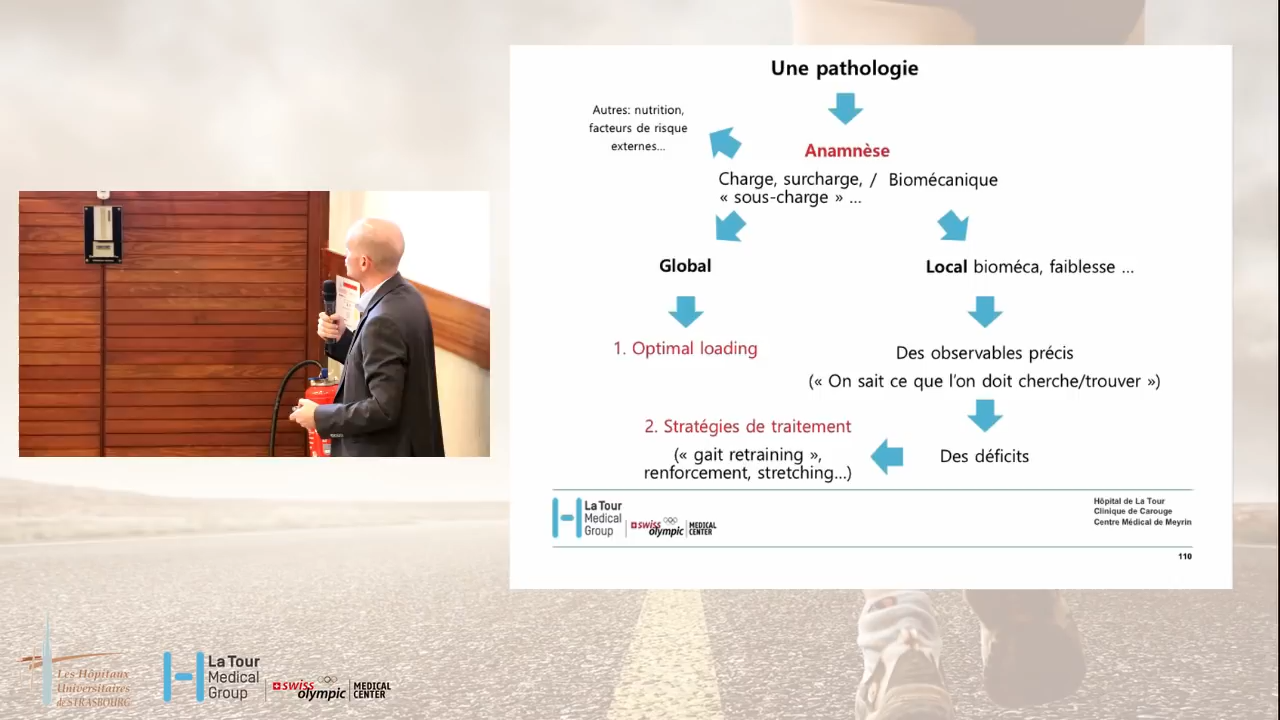 Une pathologie
Autres: nutrition,
facteurs de risque
externes...
Anamnèse
Charge, surcharge, / Biomécanique
« sous-charge » ...
Global
Local bioméca, faiblesse ...
1. Optimal loading
Des observables précis
(« On sait ce que l'on doit cherche/trouver »)
2. Stratégies de traitement
(« gait retraining »,
renforcement, stretching...)
Des déficits
La Tour
Medical
Group
swiss
olympic
MEDICAL
CENTER
Hôpital de La Tour
Clinique de Carouge
Centre Médical de Meyrin
110
Les Hôpitaux
Universitaires
de STRASBOURG
La Tour
Medical
Group
swiss
olympic
MEDICAL
CENTER